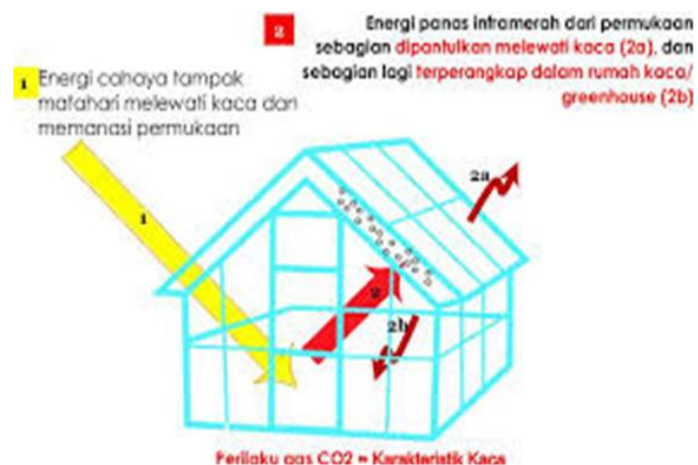 2 Energi panas inframerah dari permukaan
sebagian dipantulkan melewati kaca (2a), dan
sebagian lagi terperangkap dalam rumah kaca/
greenhouse (2b)
1 Energi cahaya tampak
matahari melewati kaca dan
memanasi permukaan
2a
1
2
2b
Perilaku gas CO2 = Karakteristik Kaca